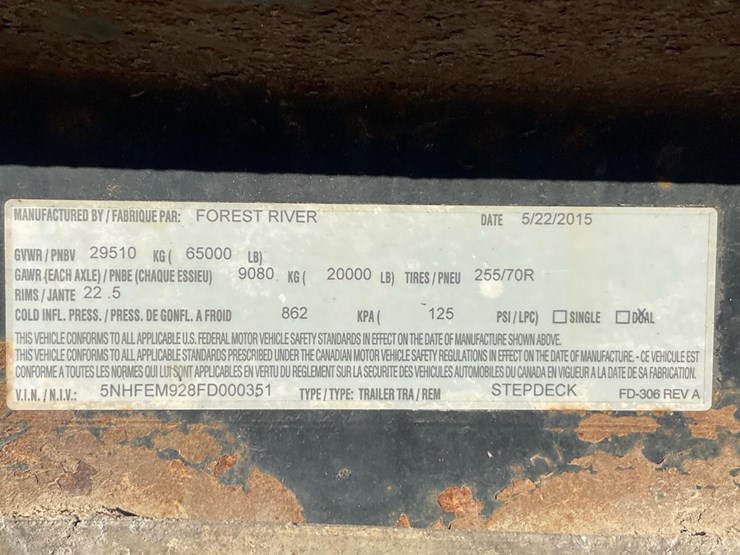 MANUFACTURED BY / FABRIQUE PAR: FOREST RIVER DATE 5/22/2015
GVWR / PNBV 29510 KG ( 65000 LB)
GAWR (EACH AXLE) / PNBE (CHAQUE ESSIEU) 9080 KG ( 20000 LB) TIRES / PNEU 255/70R
RIMS / JANTE 22.5
COLD INFL. PRESS. / PRESS. DE GONFL. A FROID 862 KPA ( 125 PSI / LPC) SINGLE DUAL
THIS VEHICLE CONFORMS TO ALL APPLICABLE U.S. FEDERAL MOTOR VEHICLE SAFETY STANDARDS IN EFFECT ON THE DATE OF MANUFACTURE SHOWN ABOVE.
THIS VEHICLE CONFORMS TO ALL APPLICABLE STANDARDS PRESCRIBED UNDER THE CANADIAN MOTOR VEHICLE SAFETY REGULATIONS IN EFFECT ON THE DATE OF MANUFACTURE. - CE VEHICULE EST
CONFORME A TOUTES LES NORMES QUI LUI SONT APPLICABLES EN VERTU DU REGLEMENT SUR LA SECURITE DES VEHICULES AUTOMOBILES DU CANADA EN VIGUEUR A LA DATE DE SA FABRICATION.
V.I.N. / N.I.V.: 5NHFEM928FD000351 TYPE / TYPE: TRAILER TRA / REM STEPDECK FD-306 REV A